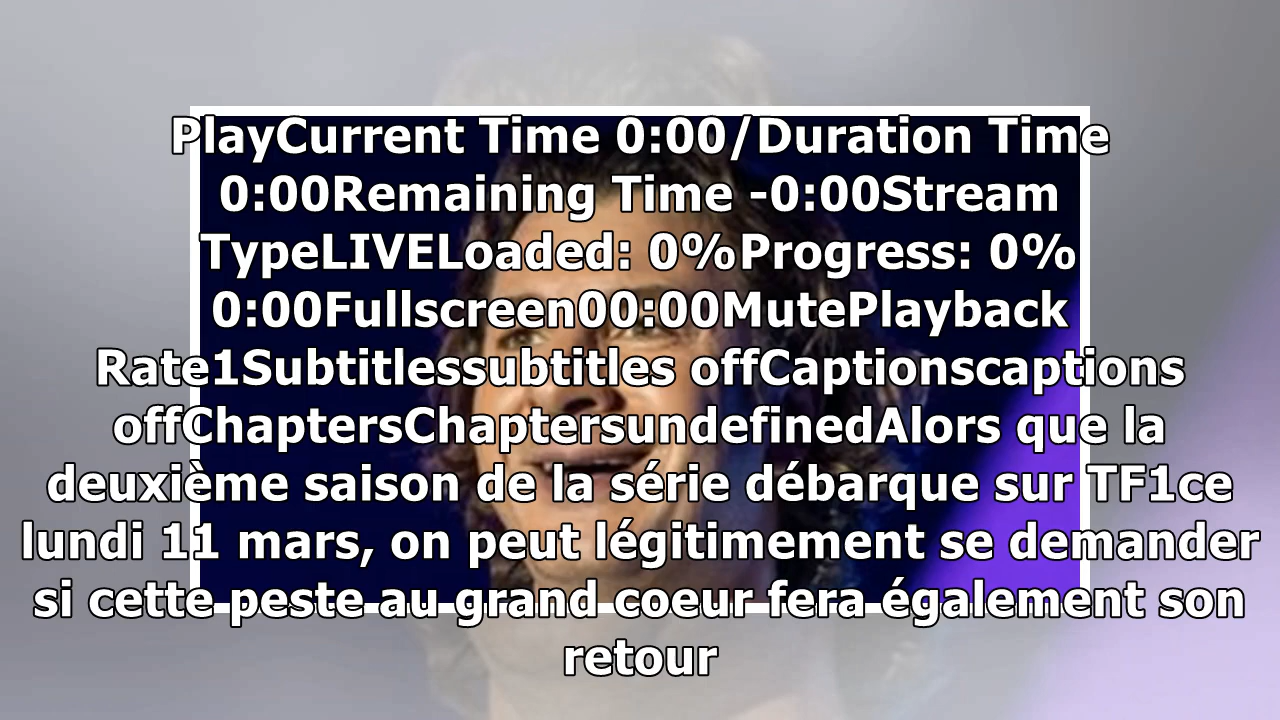 PlayCurrent Time 0:00/Duration Time
0:00Remaining Time -0:00Stream
TypeLIVELoaded: 0%Progress: 0%
0:00Fullscreen00:00MutePlayback
Rate1Subtitlessubtitles offCaptionscaptions
offChaptersChaptersundefinedAlors que la
deuxième saison de la série débarque sur TF1ce
lundi 11 mars, on peut légitimement se demander
si cette peste au grand coeur fera également son
retour